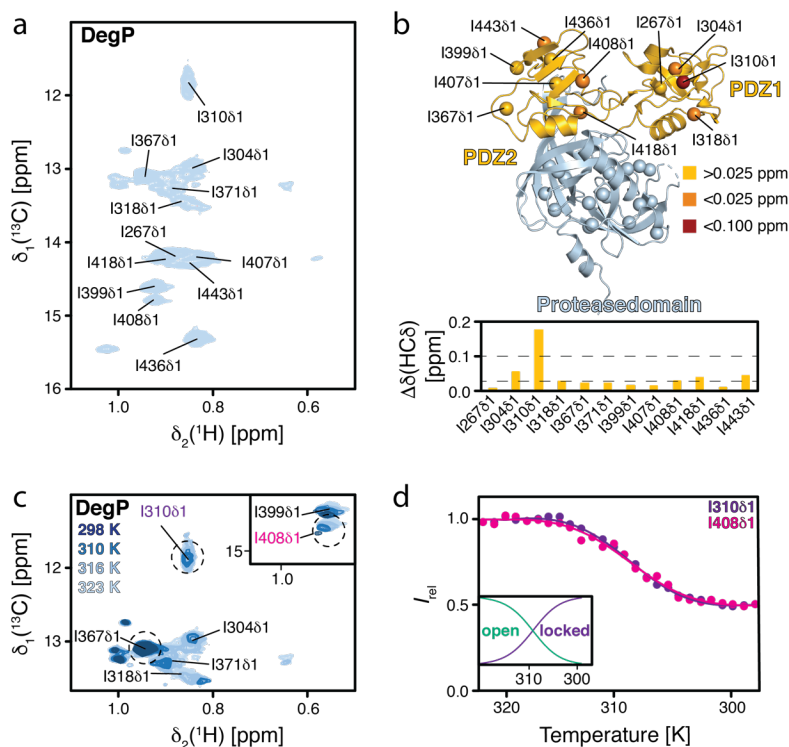 a
DegP
I310δ1
I367δ1
I304δ1
I371δ1
I318δ1
I267δ1
I418δ1
I407δ1
I443δ1
I399δ1
I408δ1
I436δ1
12
13
14
15
16
1.0
0.8
0.6
δ₁(¹³C) [ppm]
δ₂(¹H) [ppm]
b
I443δ1
I436δ1
I408δ1
I267δ1
I304δ1
I399δ1
I310δ1
I407δ1
PDZ1
I367δ1
I318δ1
I418δ1
PDZ2
>0.025 ppm
<0.025 ppm
<0.100 ppm
Proteasedomain
0.2
0.1
0.0
Δδ(HCδ)
[ppm]
I267δ1
I304δ1
I310δ1
I318δ1
I367δ1
I371δ1
I399δ1
I407δ1
I408δ1
I418δ1
I436δ1
I443δ1
c
DegP
298 K
310 K
316 K
323 K
I310δ1
I399δ1
I408δ1
15
1.0
I367δ1
I304δ1
I371δ1
I318δ1
12
13
1.0
0.8
0.6
δ₁(¹³C) [ppm]
δ₂(¹H) [ppm]
d
I310δ1
I408δ1
1.0
0.5
0.0
Irel
open
locked
310
300
320
310
300
Temperature [K]